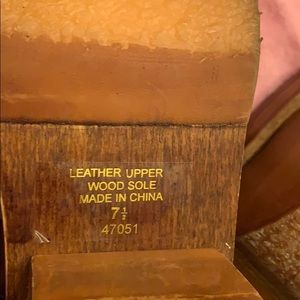 LEATHER UPPER
WOOD SOLE
MADE IN CHINA
7½
47051